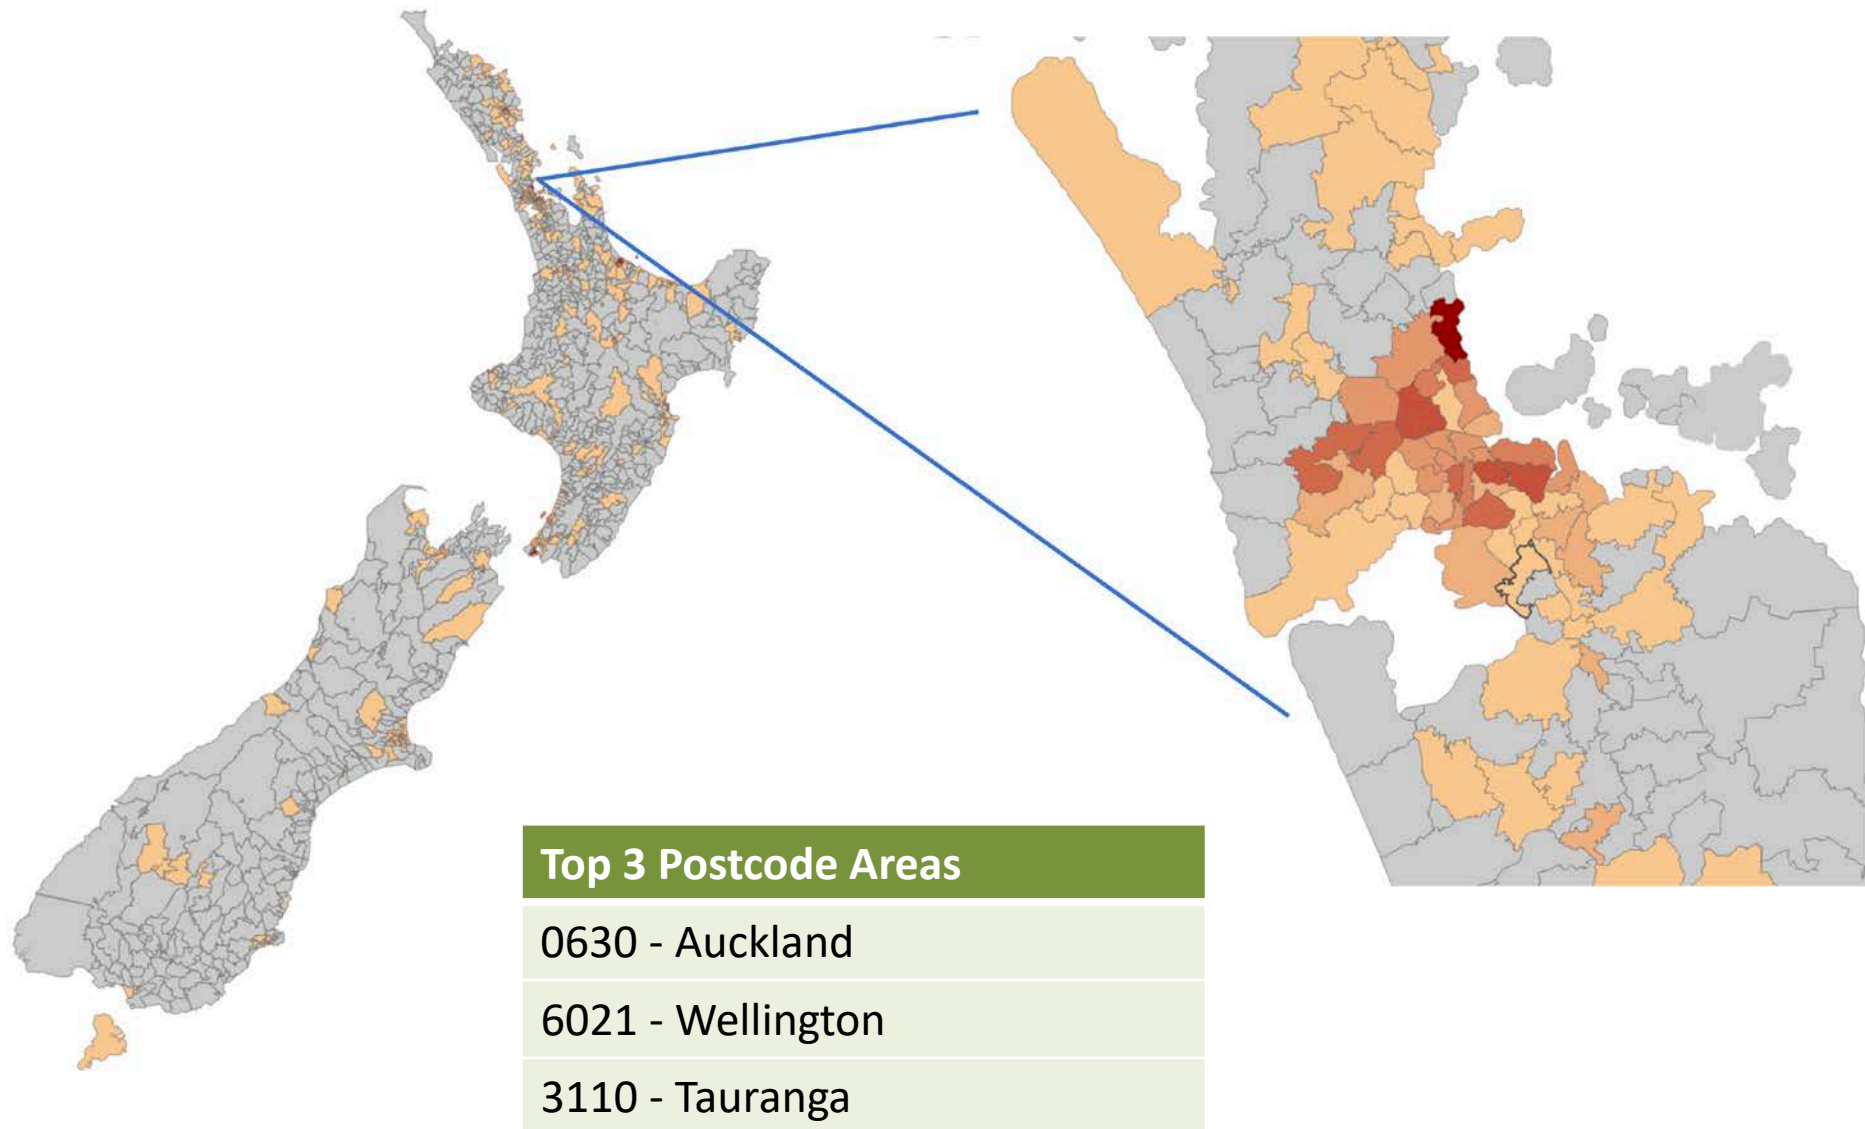 Top 3 Postcode Areas
0630 - Auckland
6021 - Wellington
3110 - Tauranga